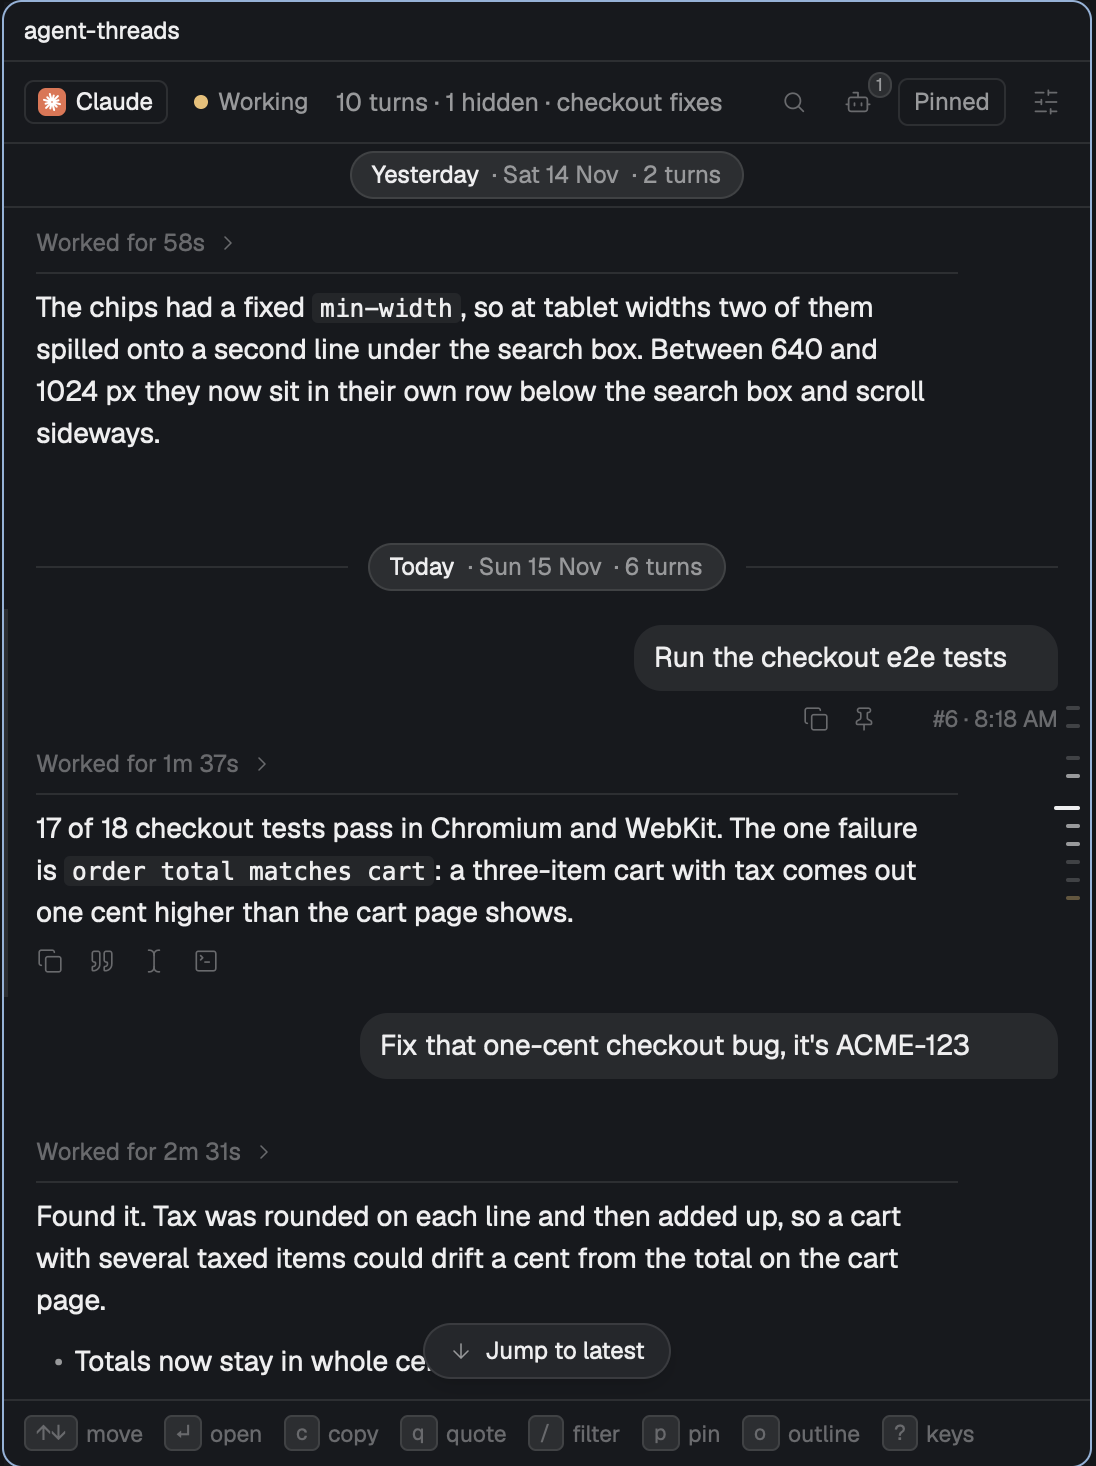 agent-threads
Claude
Working
10 turns · 1 hidden · checkout fixes
1
Pinned
Yesterday · Sat 14 Nov · 2 turns
Worked for 58s
The chips had a fixed min-width, so at tablet widths two of them
spilled onto a second line under the search box. Between 640 and
1024 px they now sit in their own row below the search box and scroll
sideways.
Today · Sun 15 Nov · 6 turns
Run the checkout e2e tests
#6 · 8:18 AM
Worked for 1m 37s
17 of 18 checkout tests pass in Chromium and WebKit. The one failure
is order total matches cart: a three-item cart with tax comes out
one cent higher than the cart page shows.
Fix that one-cent checkout bug, it's ACME-123
Worked for 2m 31s
Found it. Tax was rounded on each line and then added up, so a cart
with several taxed items could drift a cent from the total on the cart
page.
• Totals now stay in whole
↓ Jump to latest
↑↓ move ↵ open c copy q quote / filter p pin o outline ? keys